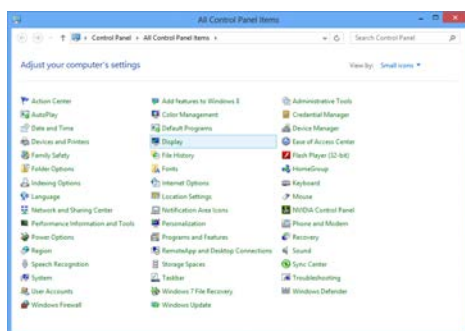 All Control Panel Items
Control Panel ▸ All Control Panel Items ▸
Search Control Panel
Adjust your computer's settings
View by: Small icons
Action Center
Add features to Windows 8
Administrative Tools
AutoPlay
Color Management
Credential Manager
Date and Time
Default Programs
Device Manager
Devices and Printers
Display
Ease of Access Center
Family Safety
File History
Flash Player (32-bit)
Folder Options
Fonts
HomeGroup
Indexing Options
Internet Options
Keyboard
Language
Location Settings
Mouse
Network and Sharing Center
Notification Area Icons
NVIDIA Control Panel
Performance Information and Tools
Personalization
Phone and Modem
Power Options
Programs and Features
Recovery
Region
RemoteApp and Desktop Connections
Sound
Speech Recognition
Storage Spaces
Sync Center
System
Taskbar
Troubleshooting
User Accounts
Windows 7 File Recovery
Windows Defender
Windows Firewall
Windows Update